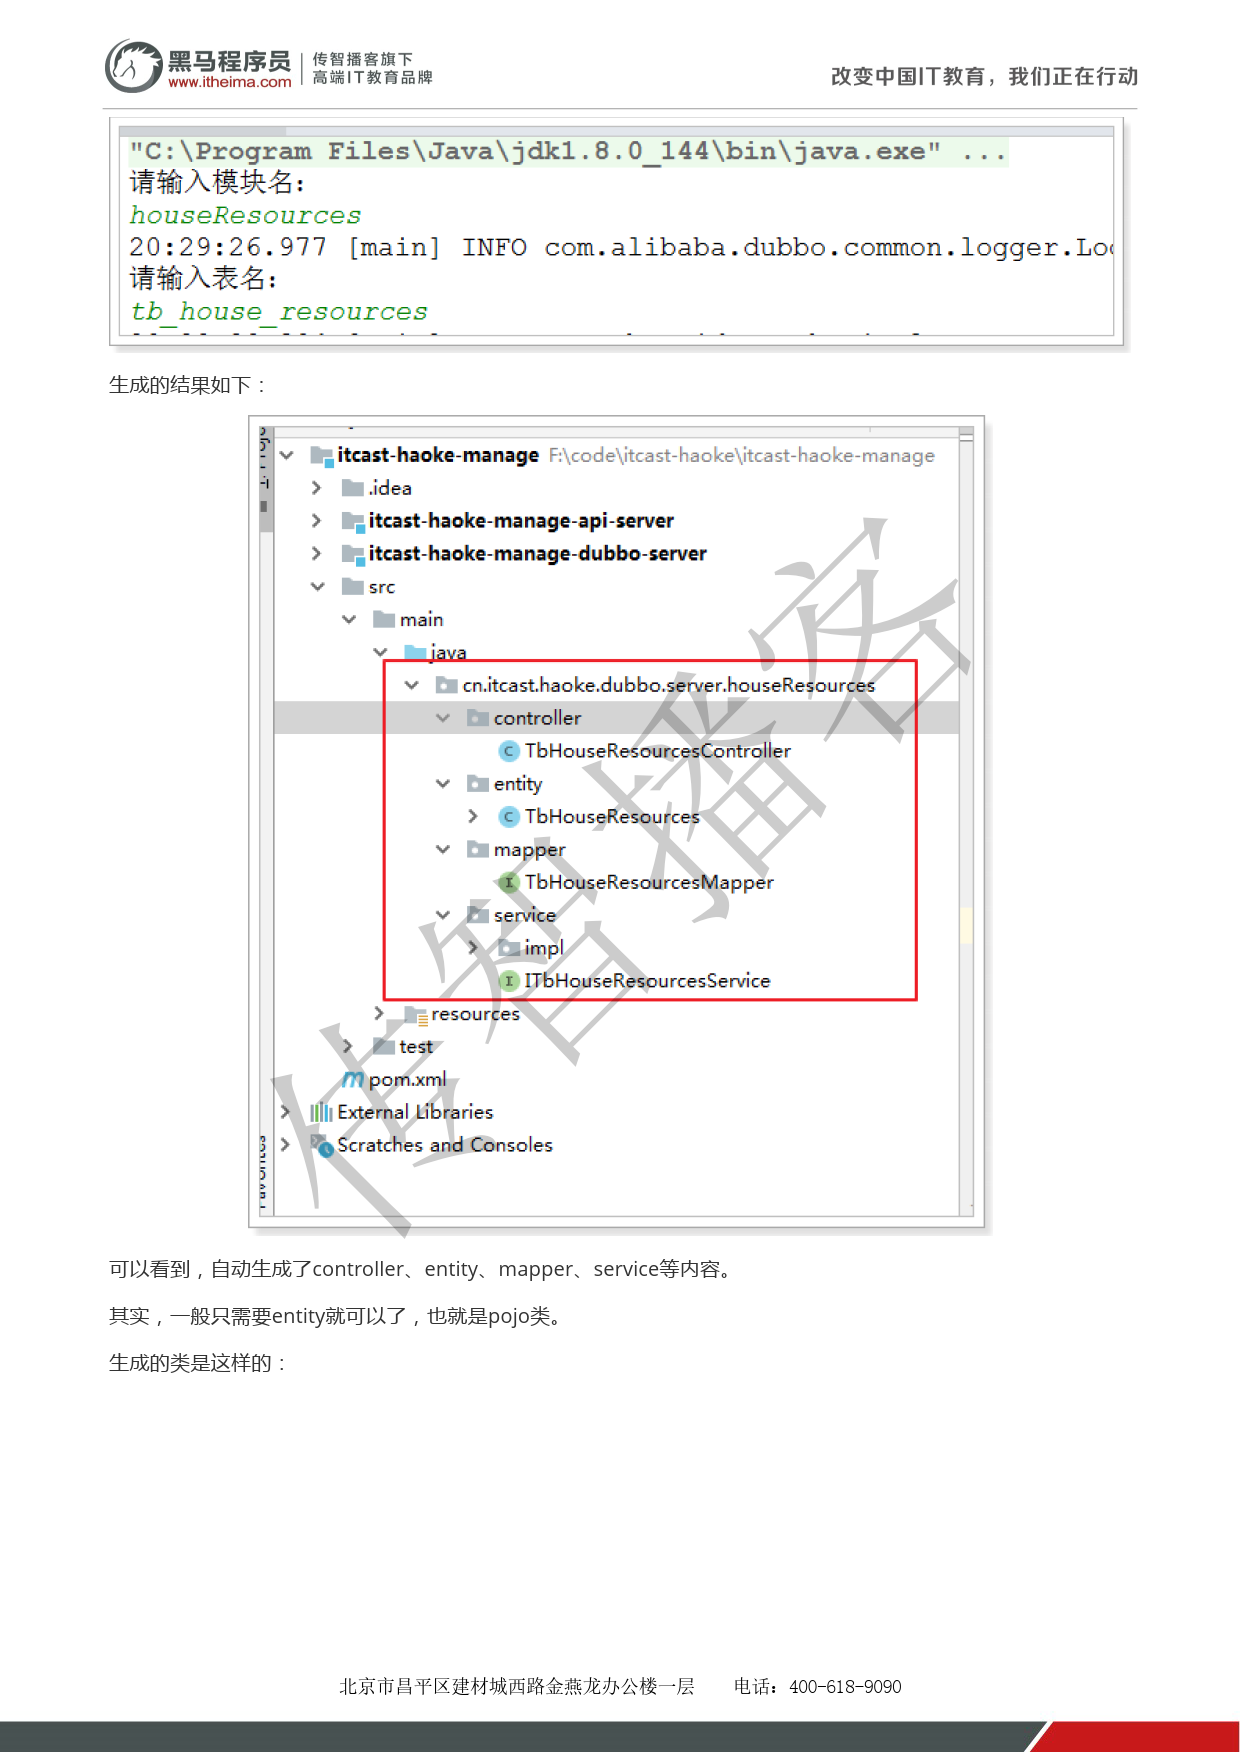 黑马程序员
www.itheima.com
传智播客旗下
高端IT教育品牌
改变中国IT教育，我们正在行动
"C:\Program Files\Java\jdk1.8.0_144\bin\java.exe" ...
请输入模块名：
houseResources
20:29:26.977 [main] INFO com.alibaba.dubbo.common.logger.Lo
请输入表名：
tb_house_resources
生成的结果如下：
itcast-haoke-manage F:\code\itcast-haoke\itcast-haoke-manage
.idea
itcast-haoke-manage-api-server
itcast-haoke-manage-dubbo-server
src
main
java
cn.itcast.haoke.dubbo.server.houseResources
controller
TbHouseResourcesController
entity
TbHouseResources
mapper
TbHouseResourcesMapper
service
impl
ITbHouseResourcesService
resources
test
pom.xml
External Libraries
Scratches and Consoles
传智播客
可以看到，自动生成了controller、entity、mapper、service等内容。
其实，一般只需要entity就可以了，也就是pojo类。
生成的类是这样的：
北京市昌平区建材城西路金燕龙办公楼一层 电话：400-618-9090